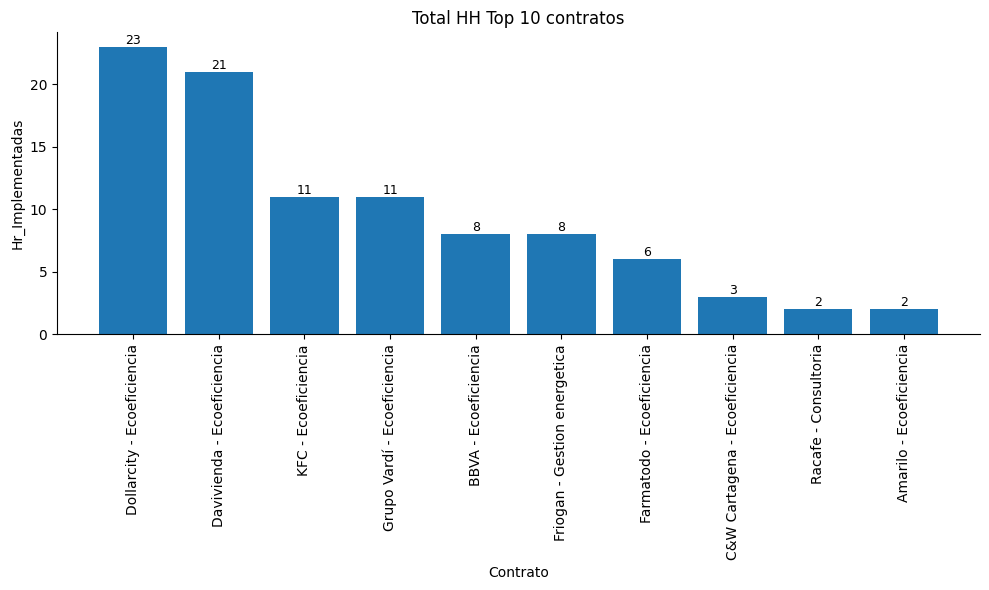 Total HH Top 10 contratos
Hr_Implementadas
20
15
10
5
0
23
21
11
11
8
8
6
3
2
2
Dollarcity - Ecoeficiencia
Davivienda - Ecoeficiencia
KFC - Ecoeficiencia
Grupo Vardí - Ecoeficiencia
BBVA - Ecoeficiencia
Friogan - Gestion energetica
Farmatodo - Ecoeficiencia
C&W Cartagena - Ecoeficiencia
Racafe - Consultoria
Amarilo - Ecoeficiencia
Contrato